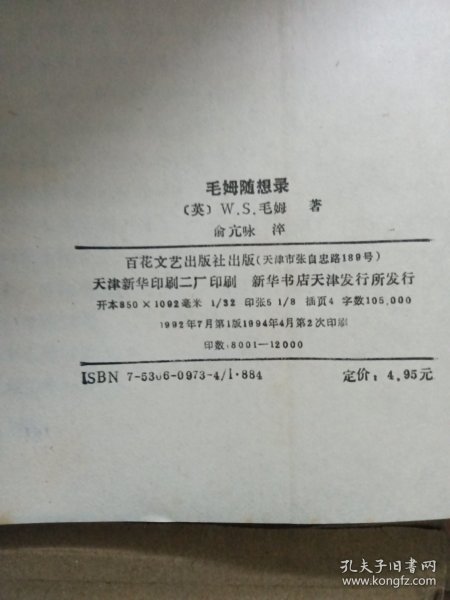 毛姆随想录
（英）W.S.毛姆 著
俞亢咏 淬
百花文艺出版社出版（天津市张自忠路189号）
天津新华印刷二厂印刷 新华书店天津发行所发行
开本850×1092毫米 1/32 印张5 1/8 插页4 字数105,000
1992年7月第1版1994年4月第2次印刷
印数:8001—12000
ISBN 7-5306-0973-4/I·884 定价: 4.95元
孔夫子旧书网
www.kongfz.com